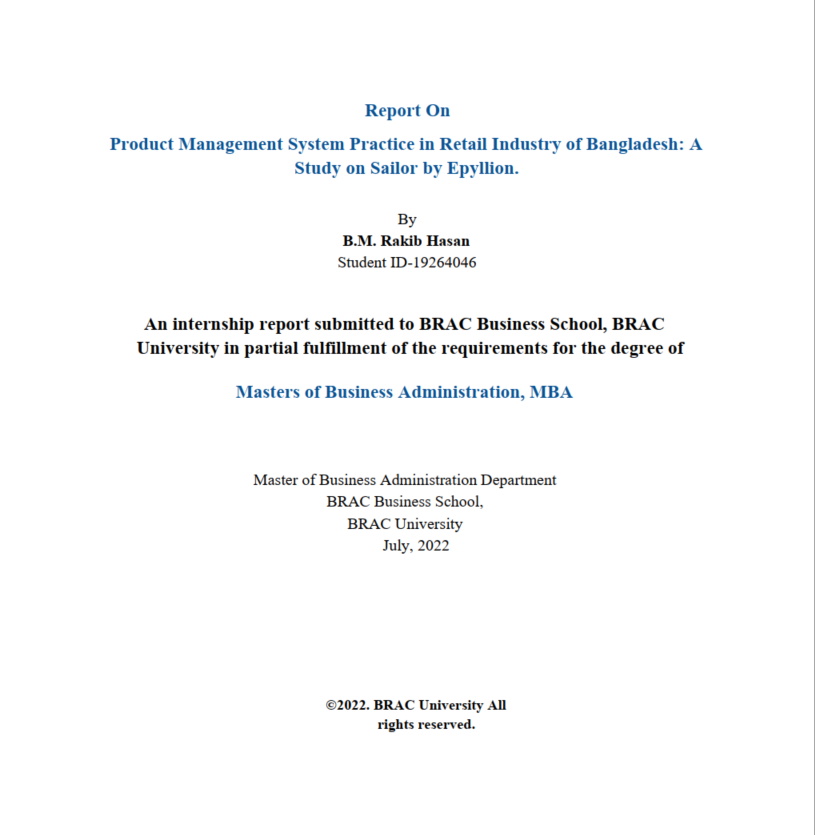 Report On
Product Management System Practice in Retail Industry of Bangladesh: A
Study on Sailor by Epyllion.
By
B.M. Rakib Hasan
Student ID-19264046
An internship report submitted to BRAC Business School, BRAC
University in partial fulfillment of the requirements for the degree of
Masters of Business Administration, MBA
Master of Business Administration Department
BRAC Business School,
BRAC University
July, 2022
©2022. BRAC University All
rights reserved.